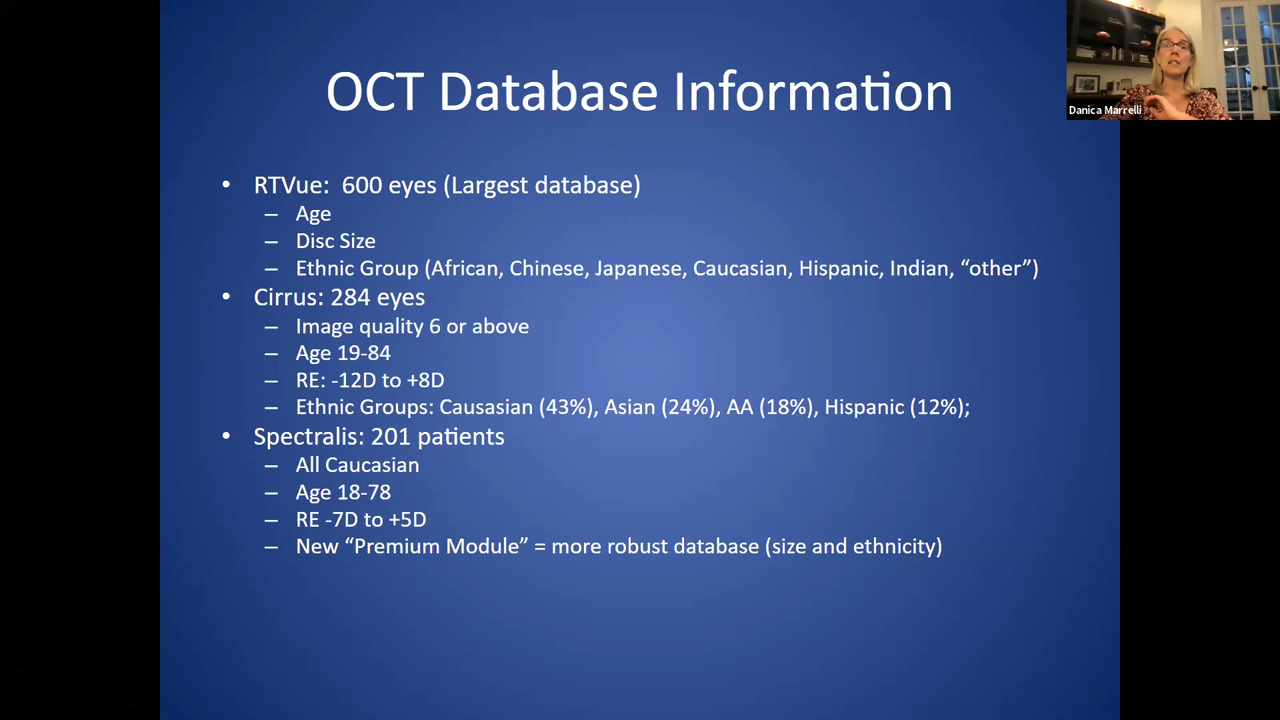 OCT Database Information
Danica Marrelli
• RTVue:  600 eyes (Largest database)
– Age
– Disc Size
– Ethnic Group (African, Chinese, Japanese, Caucasian, Hispanic, Indian, “other”)
• Cirrus: 284 eyes
– Image quality 6 or above
– Age 19-84
– RE: -12D to +8D
– Ethnic Groups: Causasian (43%), Asian (24%), AA (18%), Hispanic (12%);
• Spectralis: 201 patients
– All Caucasian
– Age 18-78
– RE -7D to +5D
– New “Premium Module” = more robust database (size and ethnicity)